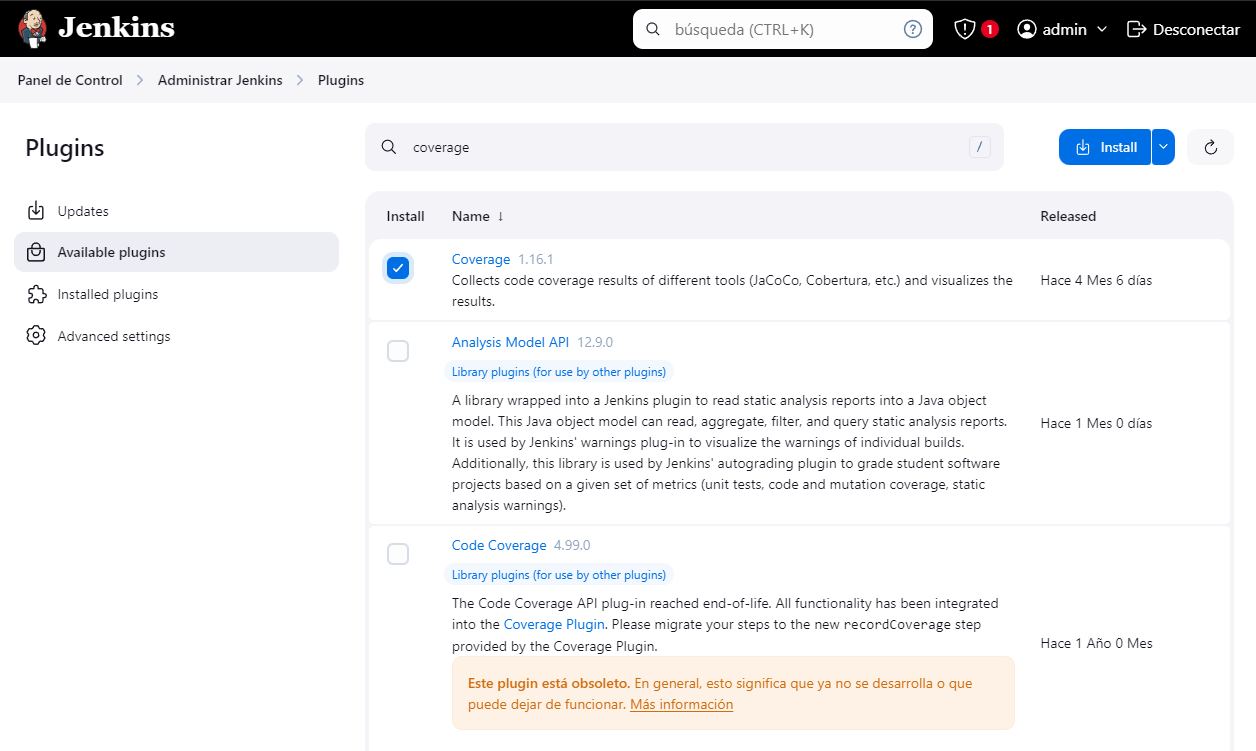 Jenkins
búsqueda (CTRL+K)
?
1
admin
Desconectar
Panel de Control
Administrar Jenkins
Plugins
Plugins
Updates
Available plugins
Installed plugins
Advanced settings
coverage
/
Install
Install
Name ↓
Released
Coverage 1.16.1
Collects code coverage results of different tools (JaCoCo, Cobertura, etc.) and visualizes the
results.
Hace 4 Mes 6 días
Analysis Model API 12.9.0
Library plugins (for use by other plugins)
A library wrapped into a Jenkins plugin to read static analysis reports into a Java object
model. This Java object model can read, aggregate, filter, and query static analysis reports.
It is used by Jenkins' warnings plug-in to visualize the warnings of individual builds.
Additionally, this library is used by Jenkins' autograding plugin to grade student software
projects based on a given set of metrics (unit tests, code and mutation coverage, static
analysis warnings).
Hace 1 Mes 0 días
Code Coverage 4.99.0
Library plugins (for use by other plugins)
The Code Coverage API plug-in reached end-of-life. All functionality has been integrated
into the Coverage Plugin. Please migrate your steps to the new recordCoverage step
provided by the Coverage Plugin.
Hace 1 Año 0 Mes
Este plugin está obsoleto. En general, esto significa que ya no se desarrolla o que
puede dejar de funcionar. Más información